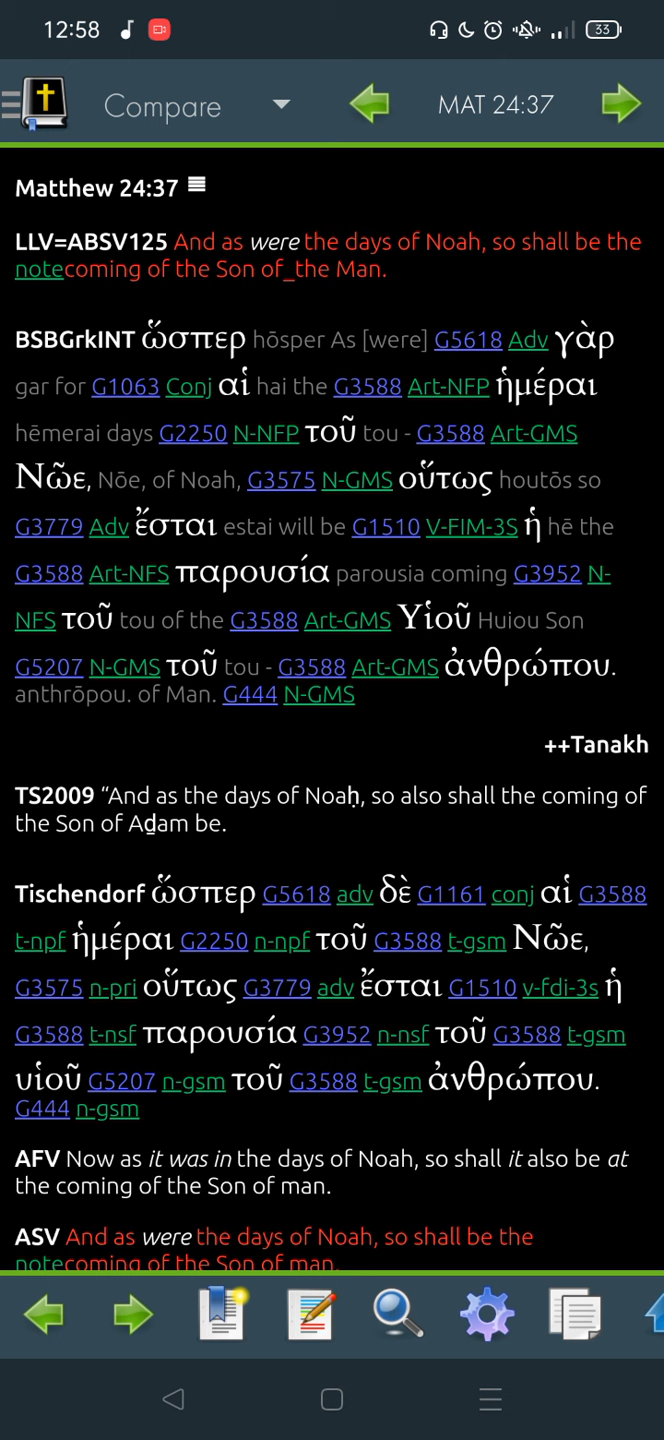 12:58
33
Compare
MAT 24:37
Matthew 24:37
LLV=ABSV125 And as were the days of Noah, so shall be the
notecoming of the Son of_the Man.
BSBGrkINT ὥσπερ hōsper As [were] G5618 Adv γὰρ
gar for G1063 Conj αἱ hai the G3588 Art-NFP ἡμέραι
hēmerai days G2250 N-NFP τοῦ tou - G3588 Art-GMS
Νῶε, Nōe, of Noah, G3575 N-GMS οὕτως houtōs so
G3779 Adv ἔσται estai will be G1510 V-FIM-3S ἡ hē the
G3588 Art-NFS παρουσία parousia coming G3952 N-
NFS τοῦ tou of the G3588 Art-GMS Υἱοῦ Huiou Son
G5207 N-GMS τοῦ tou - G3588 Art-GMS ἀνθρώπου.
anthrōpou. of Man. G444 N-GMS
++Tanakh
TS2009 “And as the days of Noaḥ, so also shall the coming of
the Son of Aḏam be.
Tischendorf ὥσπερ G5618 adv δὲ G1161 conj αἱ G3588
t-npf ἡμέραι G2250 n-npf τοῦ G3588 t-gsm Νῶε,
G3575 n-pri οὕτως G3779 adv ἔσται G1510 v-fdi-3s ἡ
G3588 t-nsf παρουσία G3952 n-nsf τοῦ G3588 t-gsm
υἱοῦ G5207 n-gsm τοῦ G3588 t-gsm ἀνθρώπου.
G444 n-gsm
AFV Now as it was in the days of Noah, so shall it also be at
the coming of the Son of man.
ASV And as were the days of Noah, so shall be the
notecoming of the Son of man.